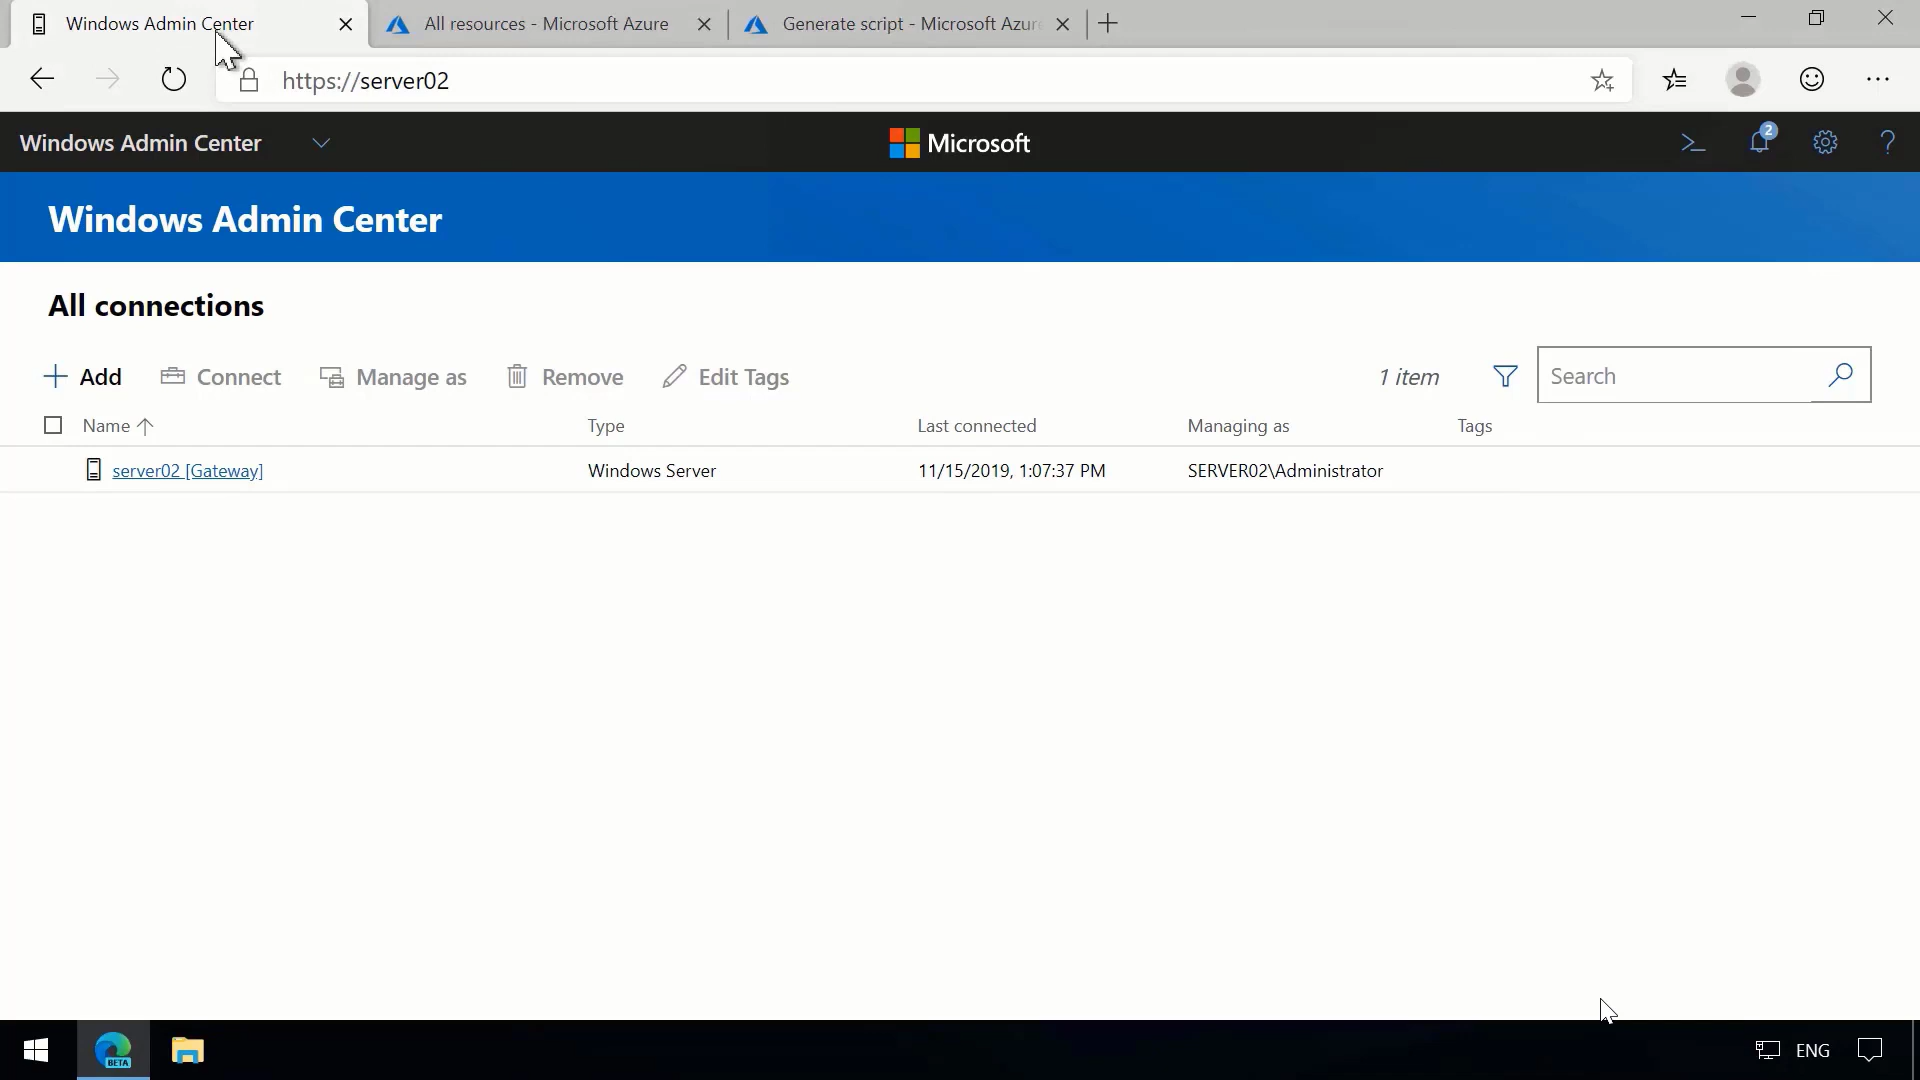 Windows Admin Center
All resources - Microsoft Azure
Generate script - Microsoft Azure
https://server02
Windows Admin Center
Microsoft
2
?
Windows Admin Center
All connections
Add
Connect
Manage as
Remove
Edit Tags
1 item
Search
Name
Type
Last connected
Managing as
Tags
server02 [Gateway]
Windows Server
11/15/2019, 1:07:37 PM
SERVER02\Administrator
BETA
ENG